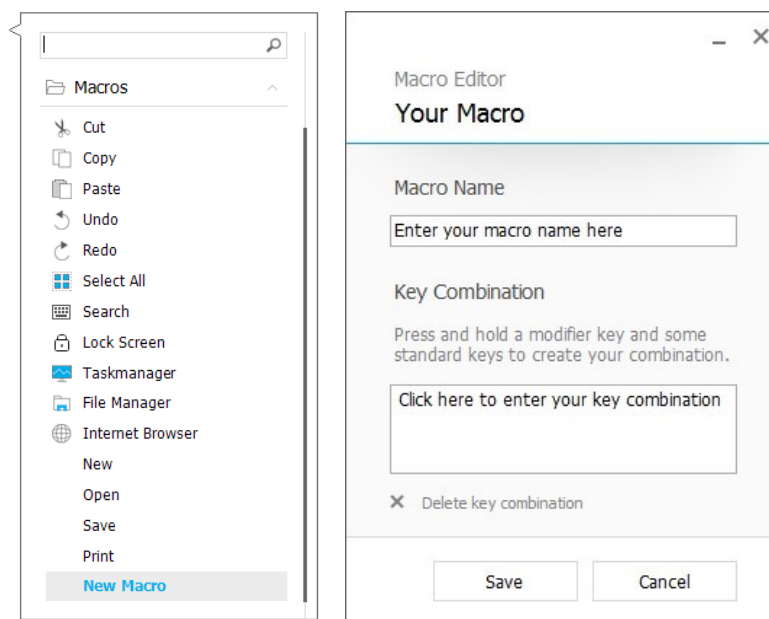 Macros
Cut
Copy
Paste
Undo
Redo
Select All
Search
Lock Screen
Taskmanager
File Manager
Internet Browser
New
Open
Save
Print
New Macro
Macro Editor
Your Macro
Macro Name
Enter your macro name here
Key Combination
Press and hold a modifier key and some
standard keys to create your combination.
Click here to enter your key combination
Delete key combination
Save
Cancel